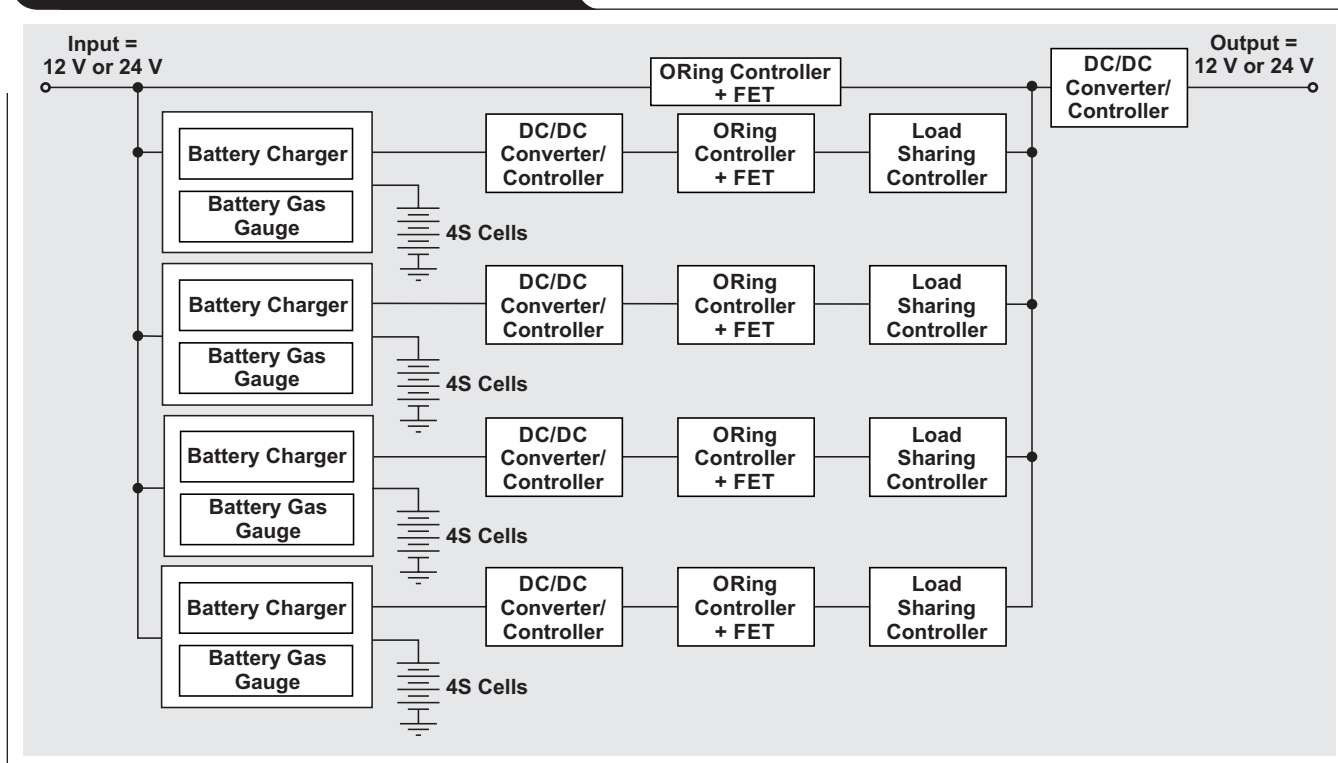 Input =
12 V or 24 V
ORing Controller
+ FET
DC/DC
Converter/
Controller
Output =
12 V or 24 V
Battery Charger
Battery Gas
Gauge
4S Cells
DC/DC
Converter/
Controller
ORing
Controller
+ FET
Load
Sharing
Controller
Battery Charger
Battery Gas
Gauge
4S Cells
DC/DC
Converter/
Controller
ORing
Controller
+ FET
Load
Sharing
Controller
Battery Charger
Battery Gas
Gauge
4S Cells
DC/DC
Converter/
Controller
ORing
Controller
+ FET
Load
Sharing
Controller
Battery Charger
Battery Gas
Gauge
4S Cells
DC/DC
Converter/
Controller
ORing
Controller
+ FET
Load
Sharing
Controller